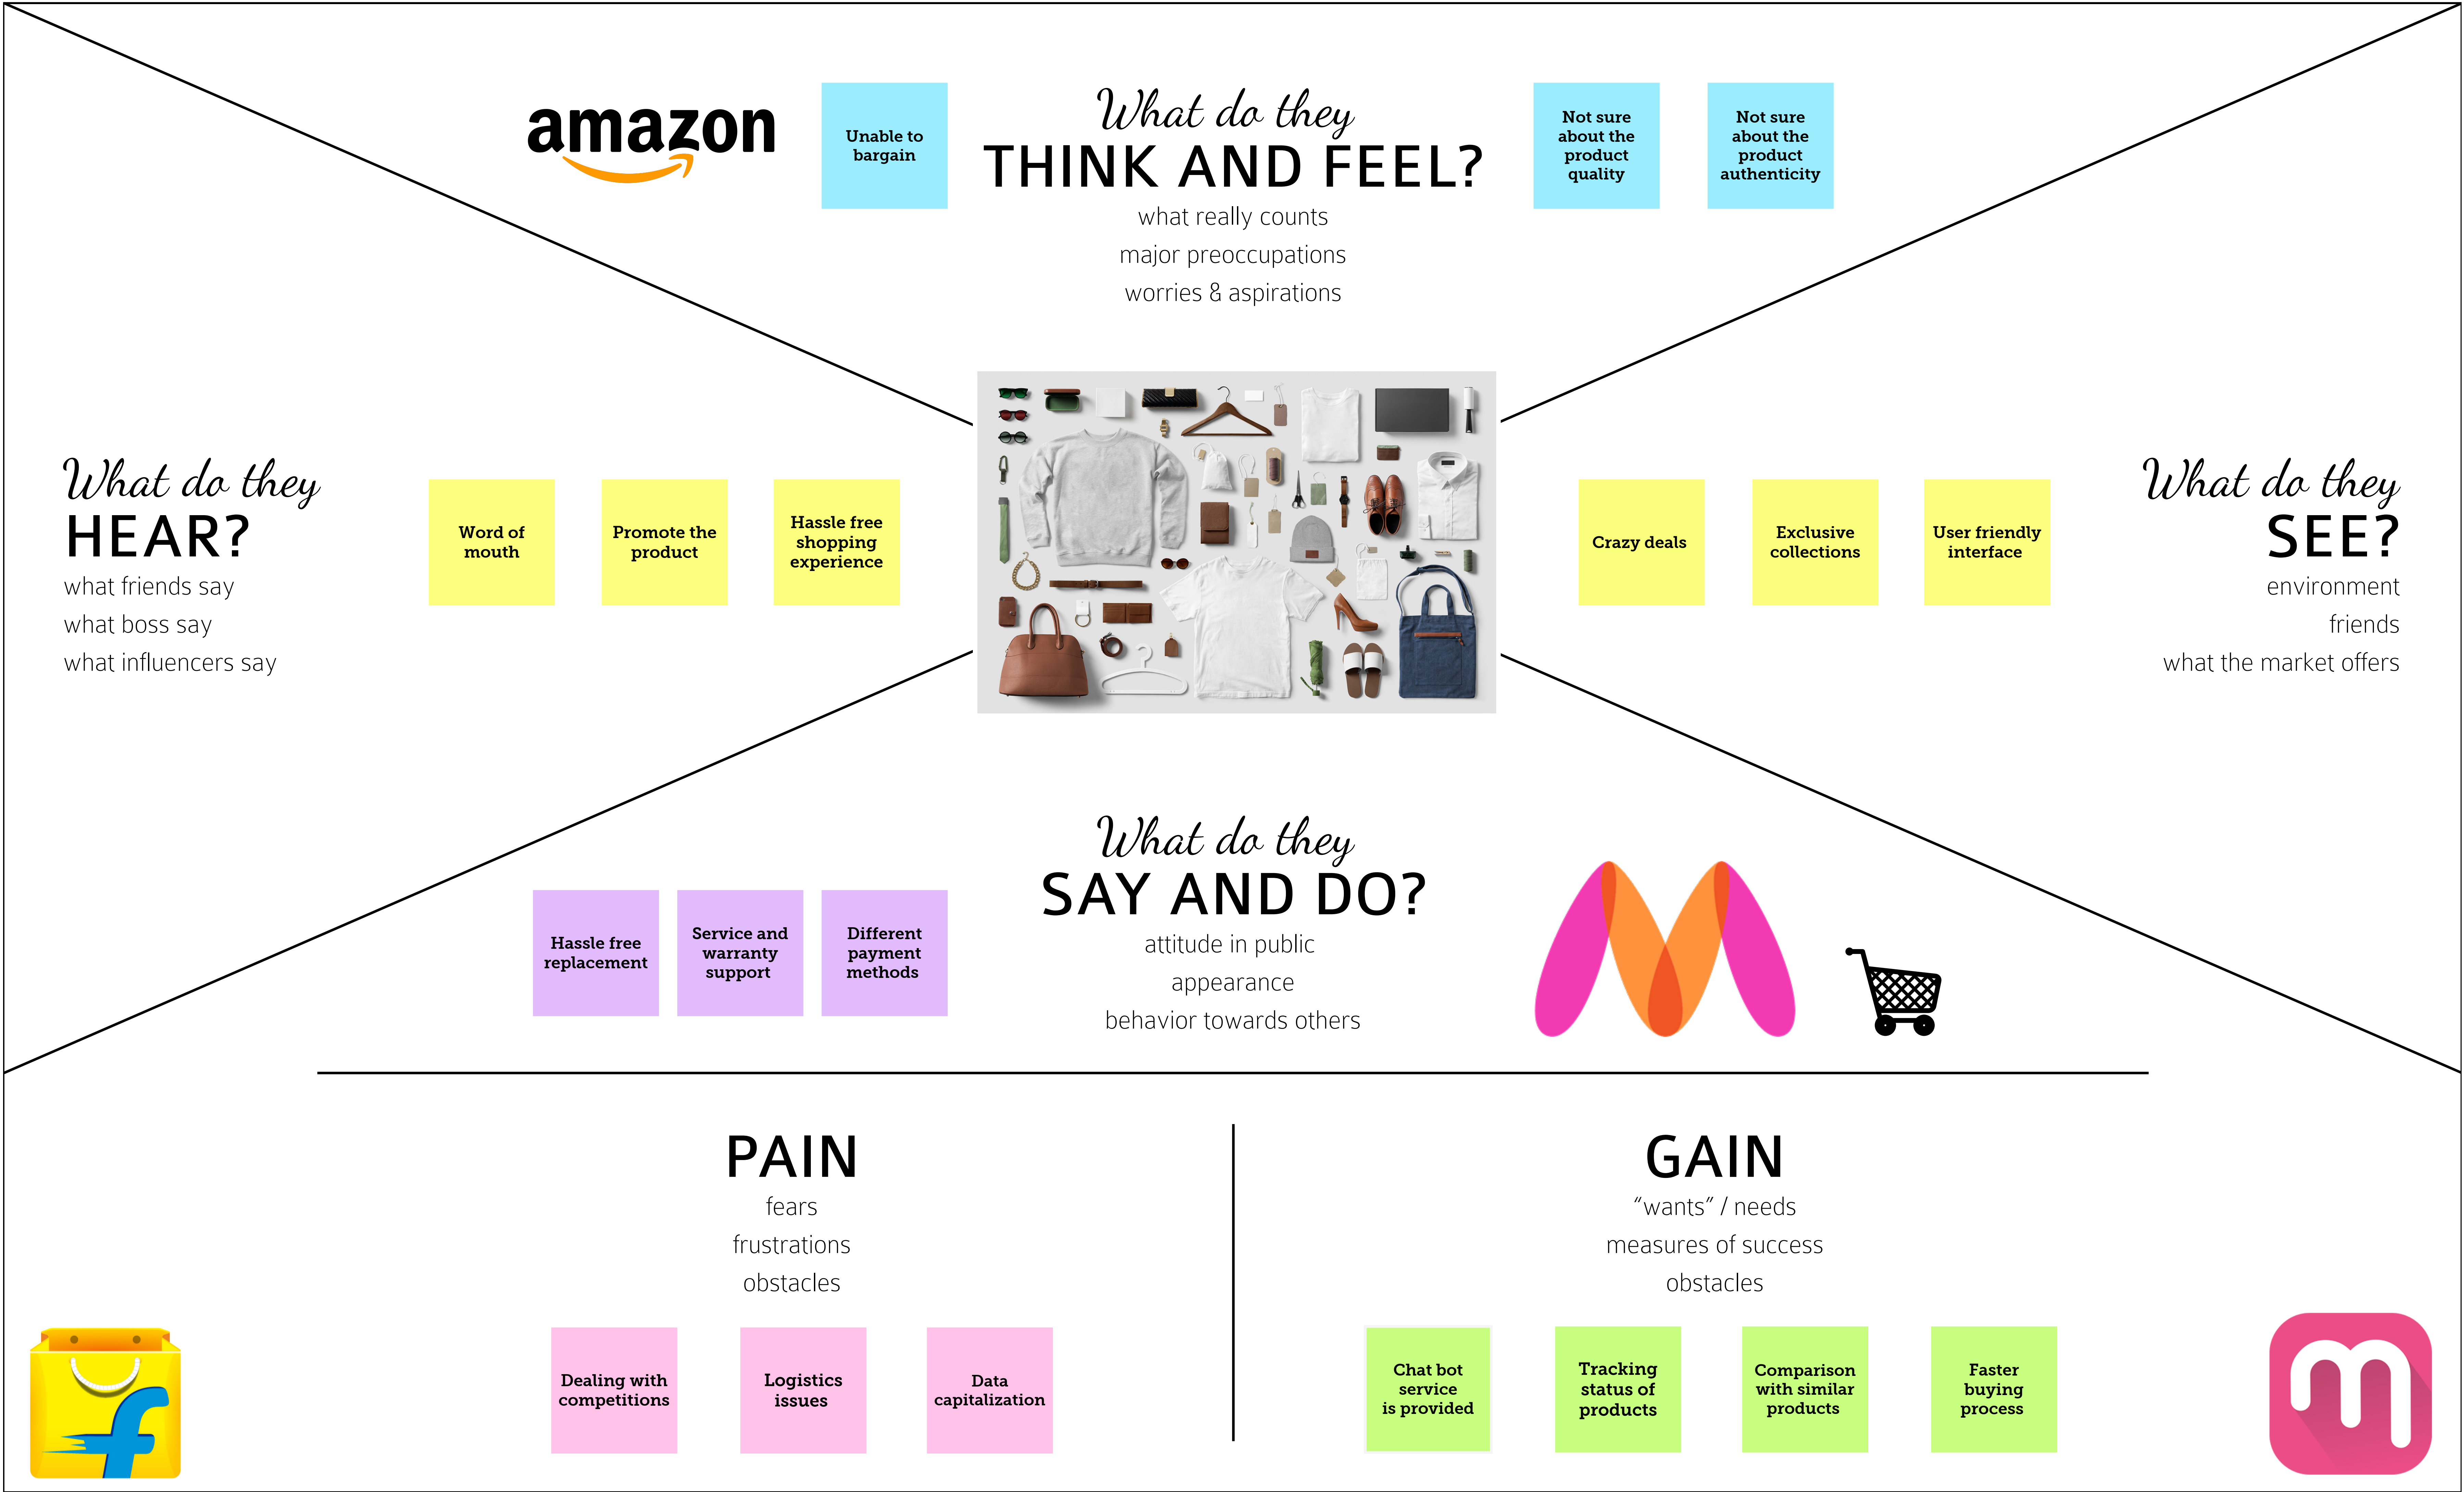 amazon
Unable to
bargain
What do they
THINK AND FEEL?
what really counts
major preoccupations
worries & aspirations
Not sure
about the
product
quality
Not sure
about the
product
authenticity
What do they
HEAR?
what friends say
what boss say
what influencers say
Word of
mouth
Promote the
product
Hassle free
shopping
experience
Crazy deals
Exclusive
collections
User friendly
interface
What do they
SEE?
environment
friends
what the market offers
What do they
SAY AND DO?
attitude in public
appearance
behavior towards others
Hassle free
replacement
Service and
warranty
support
Different
payment
methods
PAIN
fears
frustrations
obstacles
Dealing with
competitions
Logistics
issues
Data
capitalization
GAIN
“wants” / needs
measures of success
obstacles
Chat bot
service
is provided
Tracking
status of
products
Comparison
with similar
products
Faster
buying
process
f
m